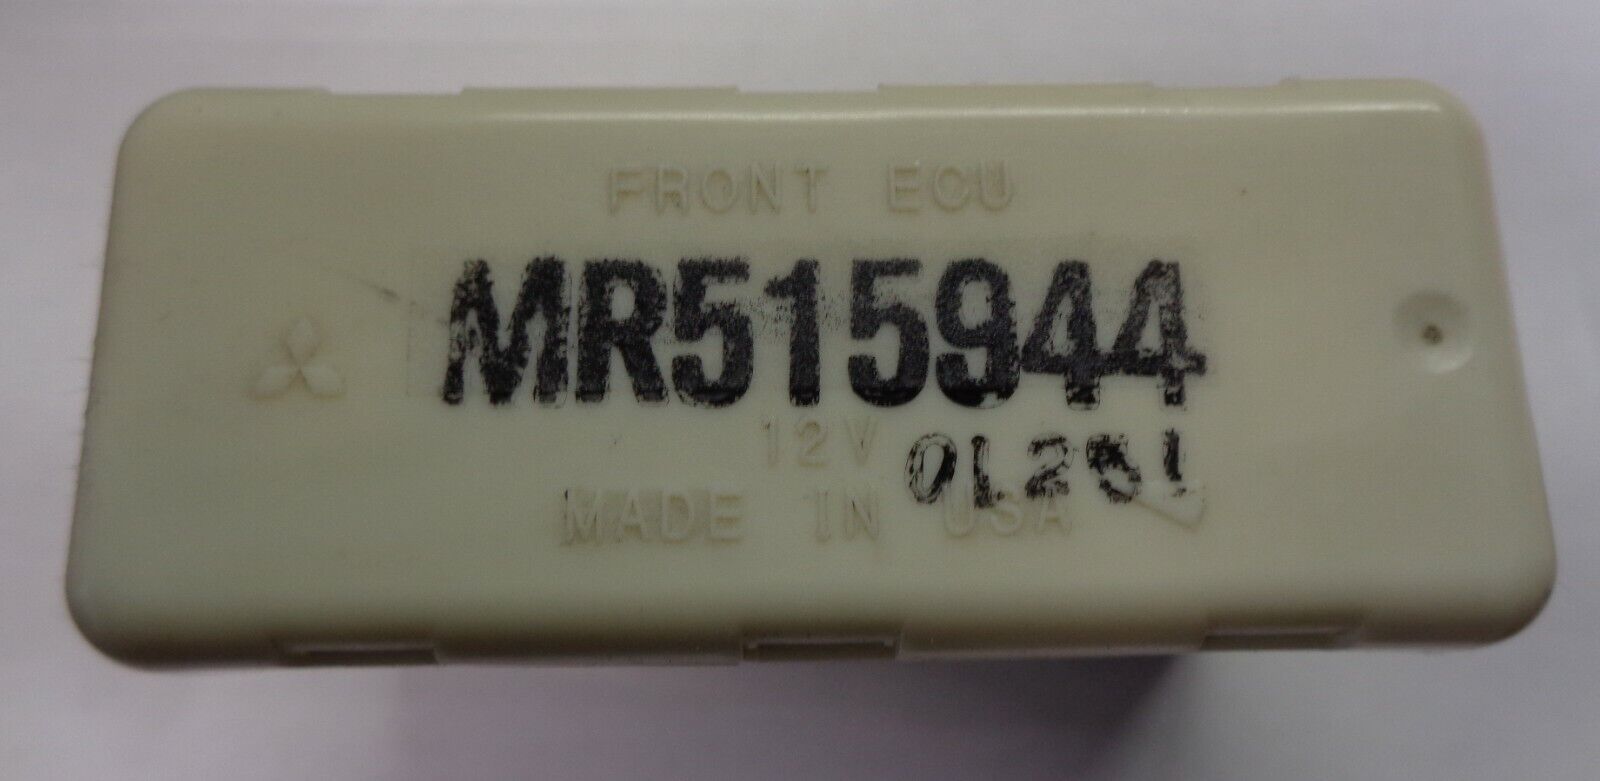 FRONT ECU
MR515944
12V
MADE IN USA